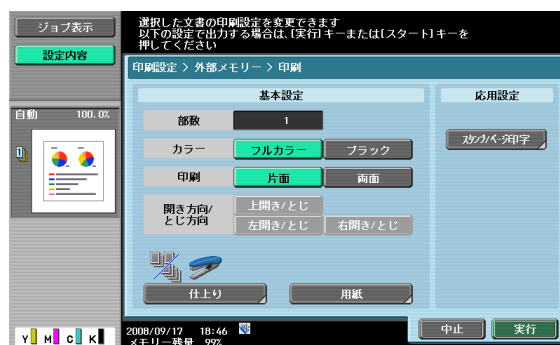 ジョブ表示
設定内容
選択した文書の印刷設定を変更できます
以下の設定で出力する場合は、[実行]キーまたは[スタート]キーを
押してください
印刷設定 > 外部メモリー > 印刷
自動 100.0%
基本設定
部数 1
カラー フルカラー ブラック
印刷 片面 両面
開き方向/
とじ方向
上開き/とじ
左開き/とじ 右開き/とじ
仕上り 用紙
応用設定
ｽﾀﾝﾌﾟ/ﾍﾟｰｼﾞ印字
Y M C K
2008/09/17 18:46
メモリー残量 99%
中止 実行